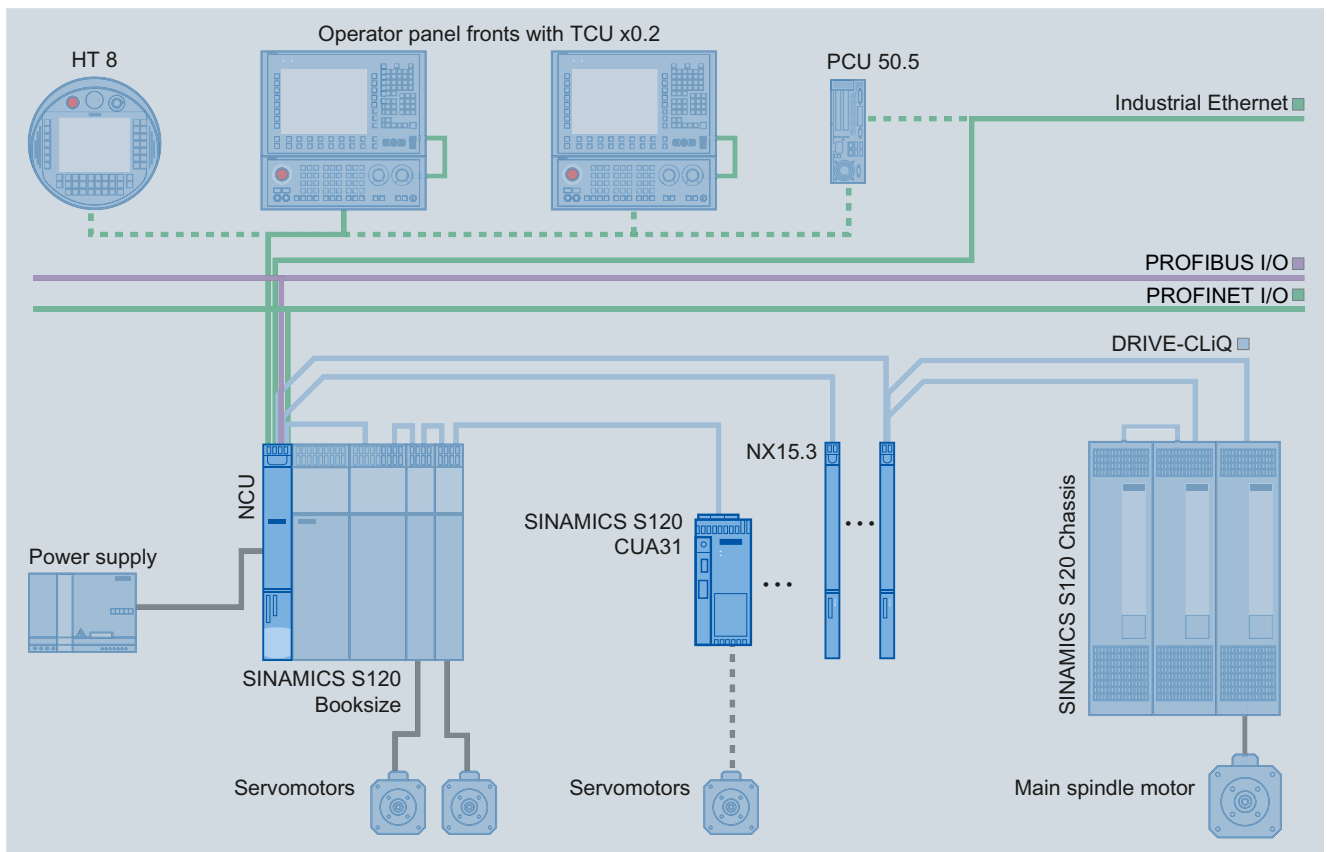 Operator panel fronts with TCU x0.2
HT 8
PCU 50.5
Industrial Ethernet
PROFIBUS I/O
PROFINET I/O
DRIVE-CLiQ
NCU
NX15.3
SINAMICS S120
CUA31
SINAMICS S120 Chassis
Power supply
SINAMICS S120
Booksize
Servomotors
Servomotors
Main spindle motor